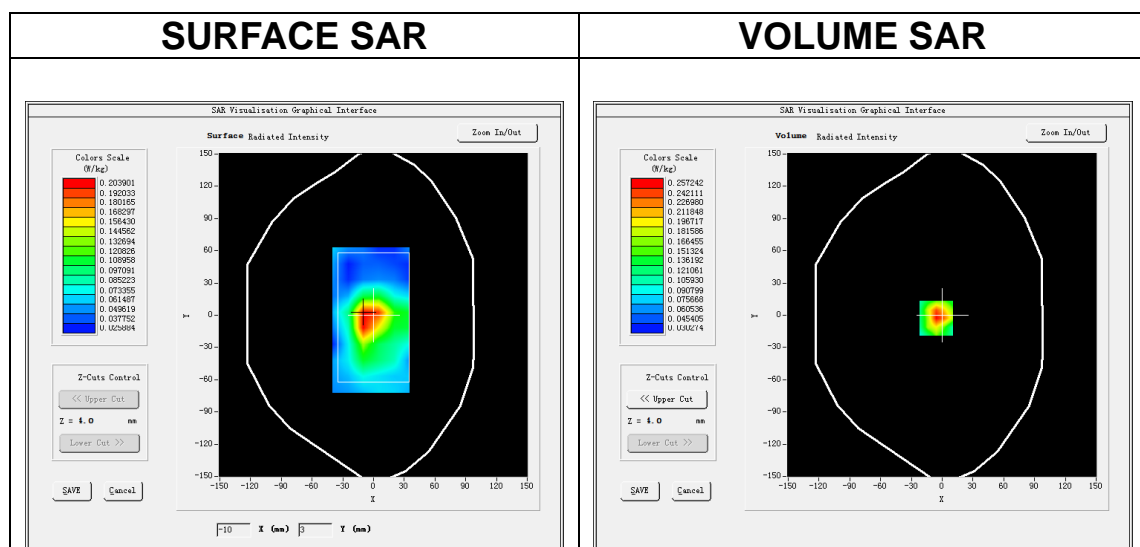 SURFACE SAR
VOLUME SAR
SAR Visualisation Graphical Interface
Surface Radiated Intensity
Zoom In/Out
Colors Scale
(W/kg)
0.203901
0.192033
0.180165
0.168297
0.156430
0.144562
0.132694
0.120826
0.108958
0.097091
0.085223
0.073355
0.061487
0.049619
0.037752
0.025884
150
120
90
60
30
0
-30
-60
-90
-120
-150
Y
-150 -120 -90 -60 -30 0 30 60 90 120 150
X
Z-Cuts Control
<< Upper Cut
Z = 4.0 mm
Lower Cut >>
SAVE Cancel
-10 X (mm) 3 Y (mm)
SAR Visualisation Graphical Interface
Volume Radiated Intensity
Zoom In/Out
Colors Scale
(W/kg)
0.257242
0.242111
0.226980
0.211848
0.196717
0.181586
0.166455
0.151324
0.136192
0.121061
0.105930
0.090799
0.075668
0.060536
0.045405
0.030274
150
120
90
60
30
0
-30
-60
-90
-120
-150
Y
-150 -120 -90 -60 -30 0 30 60 90 120 150
X
Z-Cuts Control
<< Upper Cut
Z = 4.0 mm
Lower Cut >>
SAVE Cancel